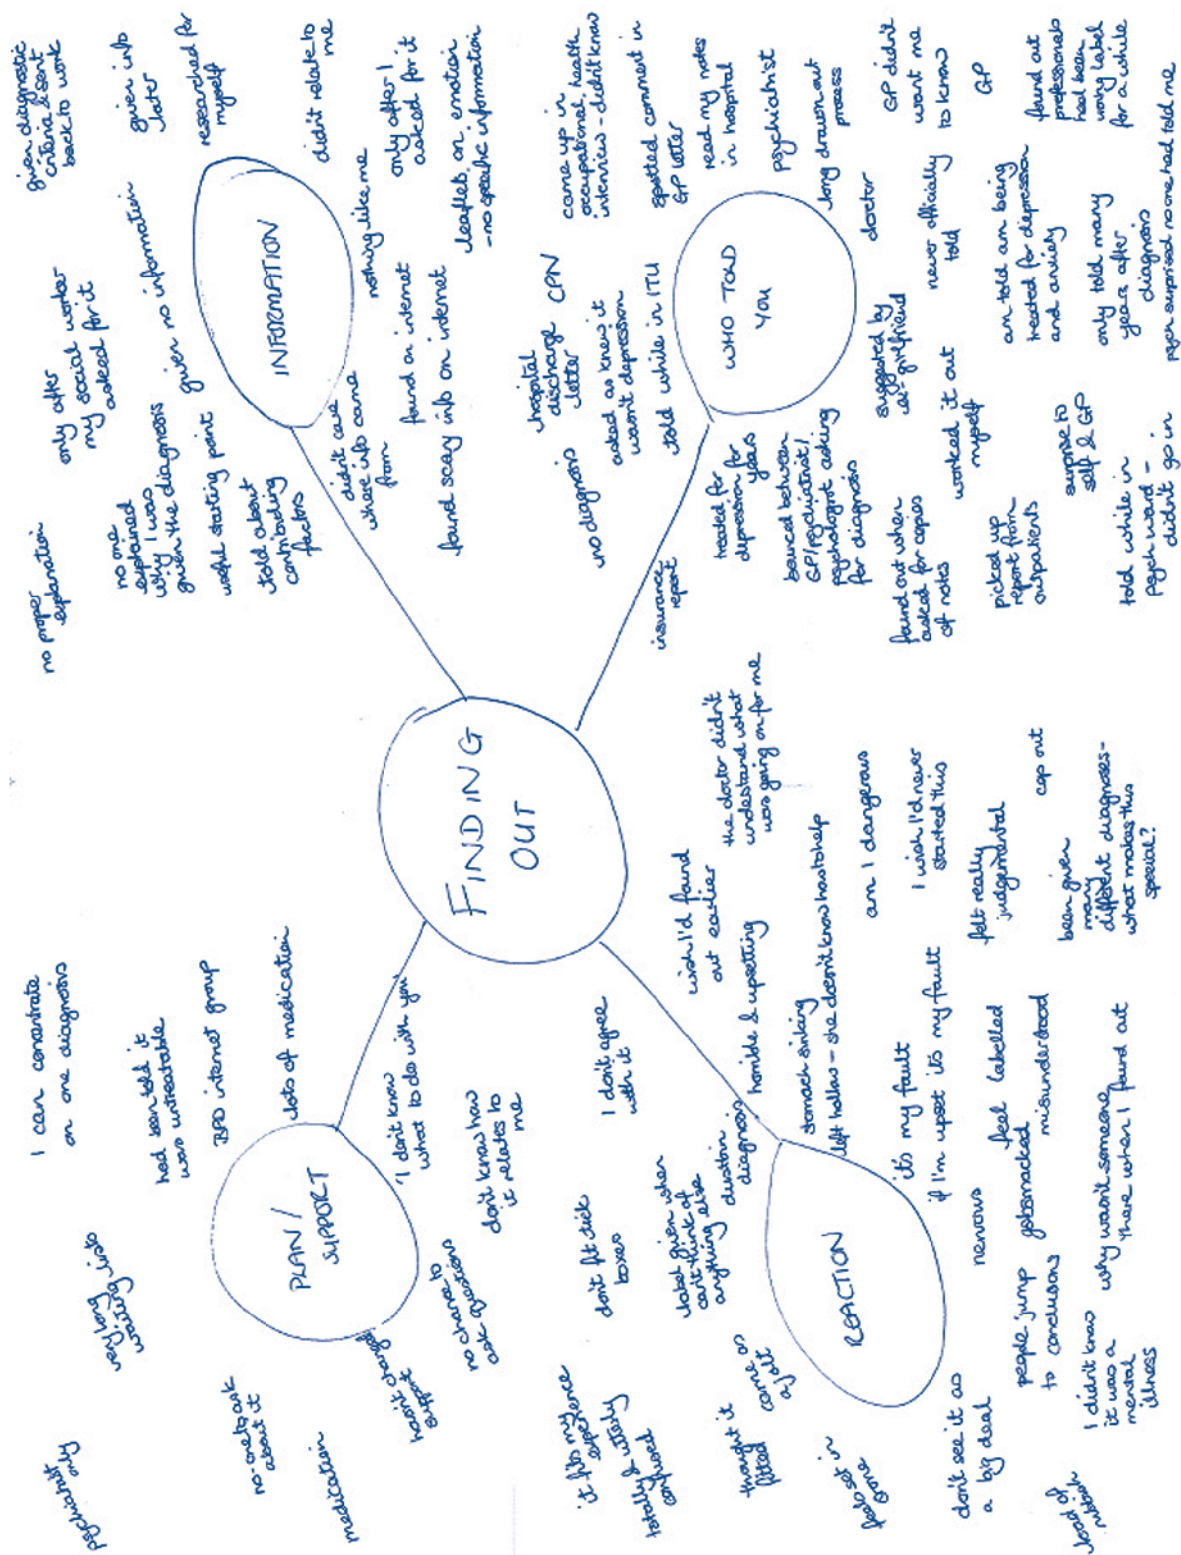 psychiatrist
only
very long
waiting lists
I can concentrate
on one diagnosis
no-one to ask
about it
had been told it
was untreatable
BPD internet group
medication
lots of medication
PLAN /
SUPPORT
hasn't changed
support
"I don't know
what to do with you"
no chance to
ask questions
don't know how
it relates to
me
no proper
explanation
only after
my social worker
asked for it
given diagnostic
criteria & sent
back to work
no one
explained
why I was
given the diagnosis
given no information
given info
later
researched for
myself
useful starting point
told about
contributing
factors
INFORMATION
didn't relate to
me
didn't care
where info came
from
nothing like me
only after I
asked for it
found on internet
found scary info on internet
leaflets on emotion
- no specific information
FINDING
OUT
it fits my
experience
totally & utterly
confused
don't fit tick
boxes
I don't agree
with it
label given when
can't think of
anything else
dustbin
diagnosis
wish I'd found
out earlier
horrible & upsetting
the doctor didn't
understand what
was going on for me
thought it
fitted
came as
a jolt
stomach sinking
left hollow - she doesn't know how to help
REACTION
feels set in
stone
am I dangerous
it's my fault
if I'm upset it's my fault
I wish I'd never
started this
don't see it as
a big deal
nervous
feel labelled
felt really
judgemental
people jump
to conclusions
gobsmacked
misunderstood
cop out
load of
rubbish
I didn't know
it was a
mental
illness
why wasn't someone
there when I found out
been given
many
different diagnoses -
what makes this
special?
no diagnosis
hospital
discharge
letter
CPN
came up in
occupational health
interview - didn't know
asked as knew it
wasn't depression
told while in ITU
spotted comment in
GP letter
read my notes
in hospital
insurance
report
WHO TOLD
YOU
psychiatrist
treated for
depression for
years
long drawn out
process
bounced between
GP/psychiatrist/
psychologist asking
for diagnosis
suggested by
ex-girlfriend
doctor
GP didn't
want me
to know
found out when
asked for copies
of notes
worked it out
myself
never officially
told
GP
picked up
report from
outpatients
am told am being
treated for depression
and anxiety
found out
professionals
had been
using label
for a while
surprise to
self & GP
only told many
years after
diagnosis
told while in
psych ward -
didn't go in
psych surprised no one had told me